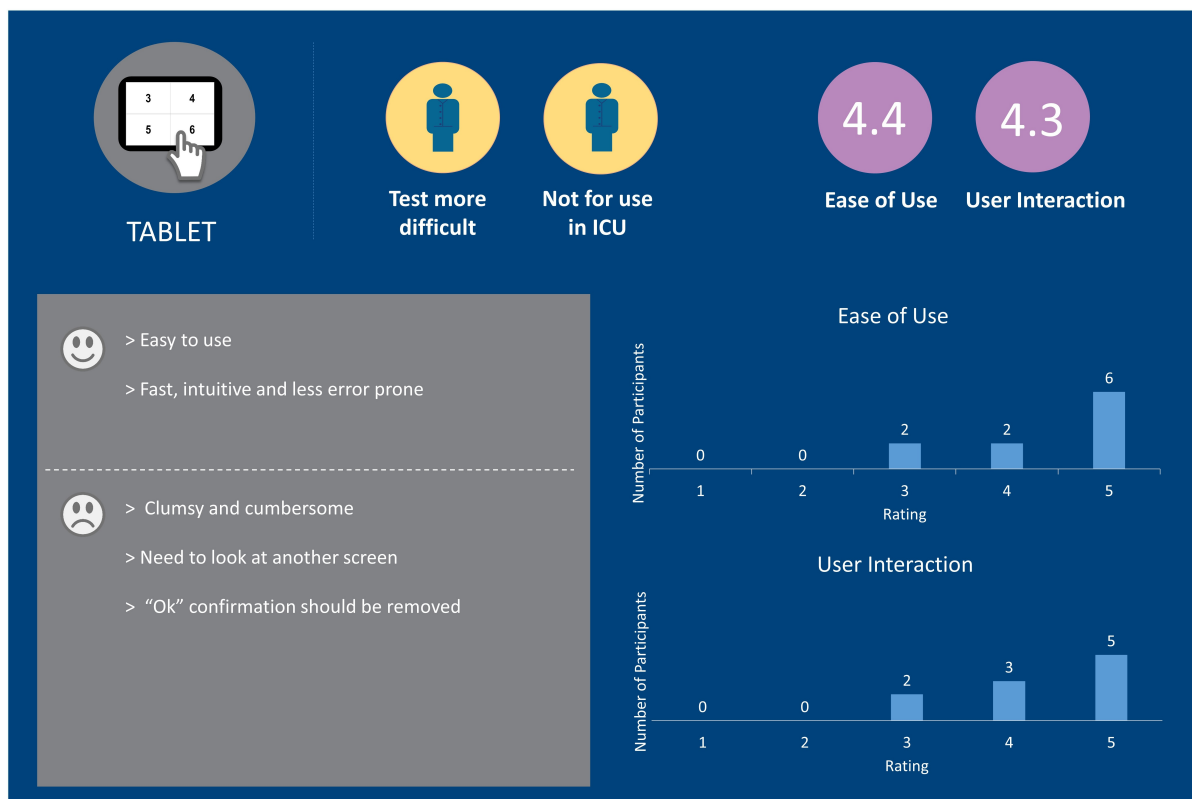 3 4
5 6
TABLET
Test more
difficult
Not for use
in ICU
4.4
Ease of Use
4.3
User Interaction
> Easy to use
> Fast, intuitive and less error prone
> Clumsy and cumbersome
> Need to look at another screen
> “Ok” confirmation should be removed
Ease of Use
Number of Participants
0 0 2 2 6
1 2 3 4 5
Rating
User Interaction
Number of Participants
0 0 2 3 5
1 2 3 4 5
Rating